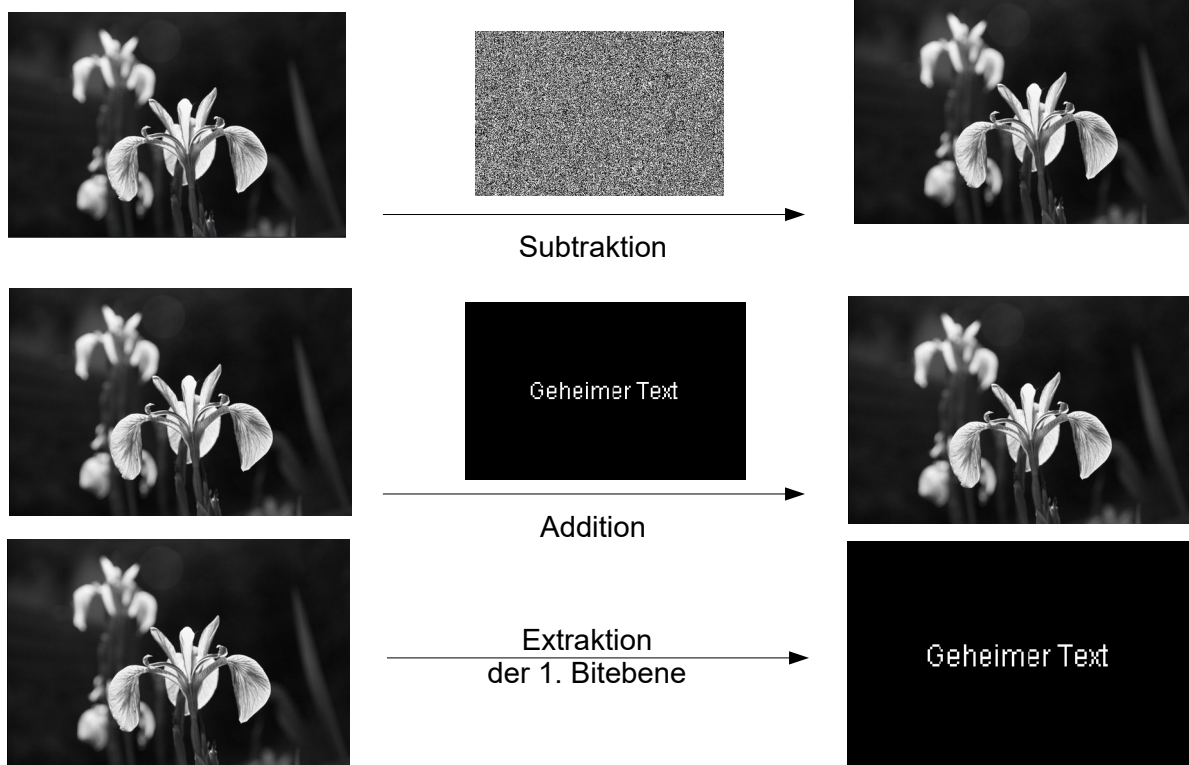 Subtraktion
Geheimer Text
Addition
Extraktion
der 1. Bitebene
Geheimer Text